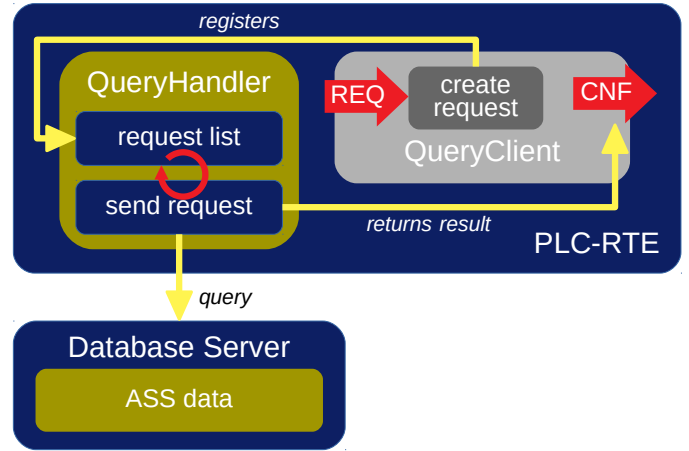 registers
QueryHandler
request list
send request
REQ
create
request
CNF
QueryClient
returns result
PLC-RTE
query
Database Server
ASS data